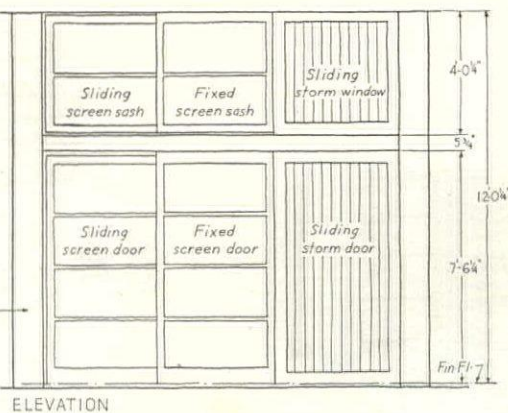 Sliding
screen sash
Fixed
screen sash
Sliding
storm window
4'-0¼"
5¾"
12'0¼"
Sliding
screen door
Fixed
screen door
Sliding
storm door
7'-6¼"
Fin·Fl·
ELEVATION